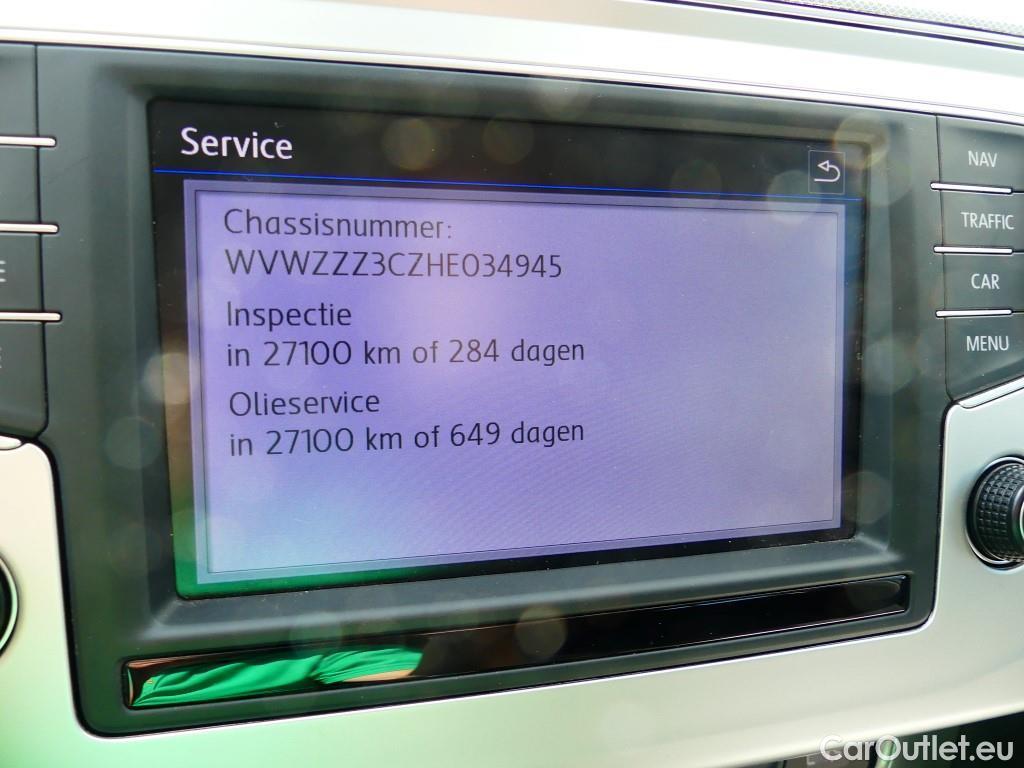 Service
Chassisnummer:
WVWZZZ3CZHE034945
Inspectie
in 27100 km of 284 dagen
Olieservice
in 27100 km of 649 dagen
NAV
TRAFFIC
CAR
MENU
CarOutlet.eu